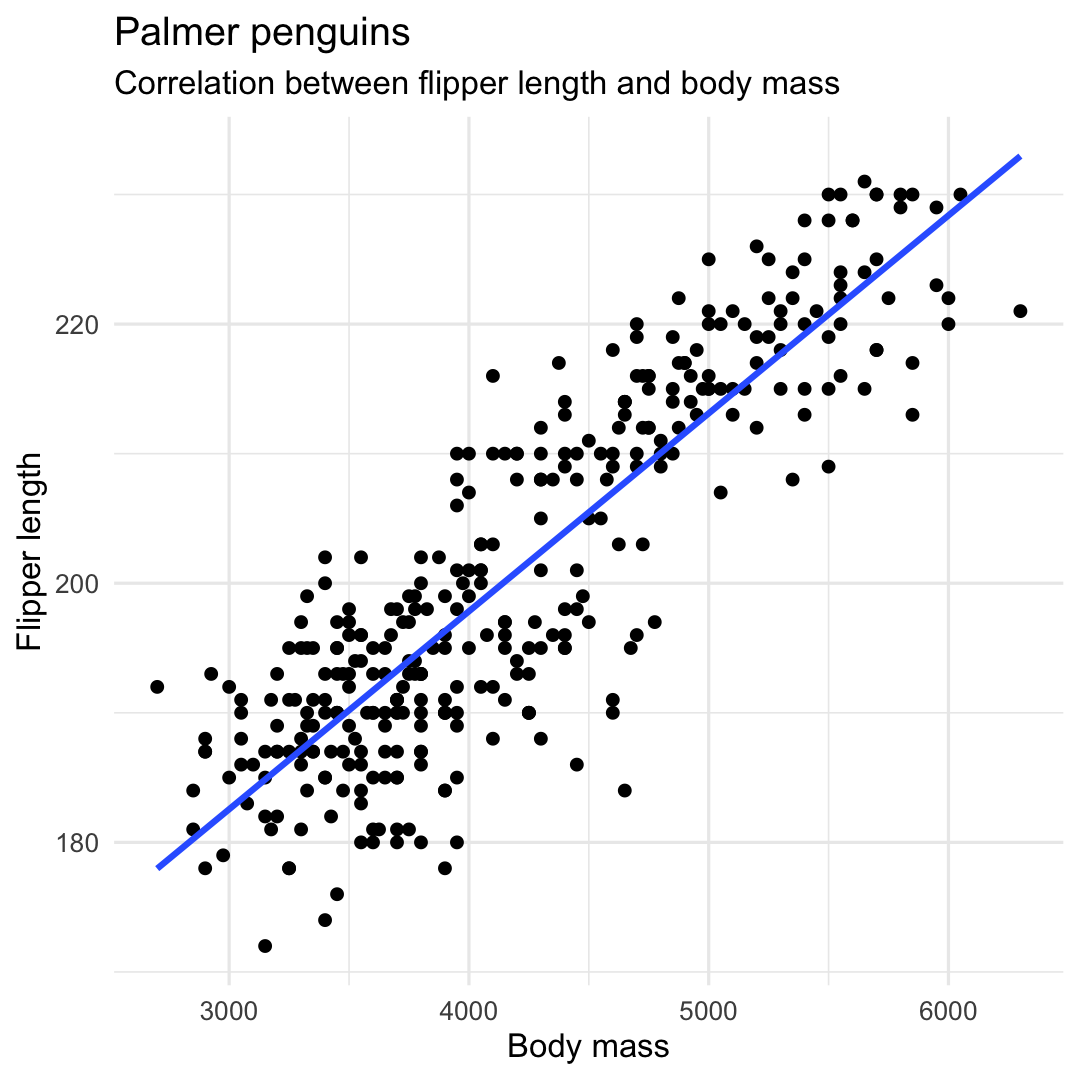 Palmer penguins
Correlation between flipper length and body mass
220
200
180
Flipper length
3000 4000 5000 6000
Body mass